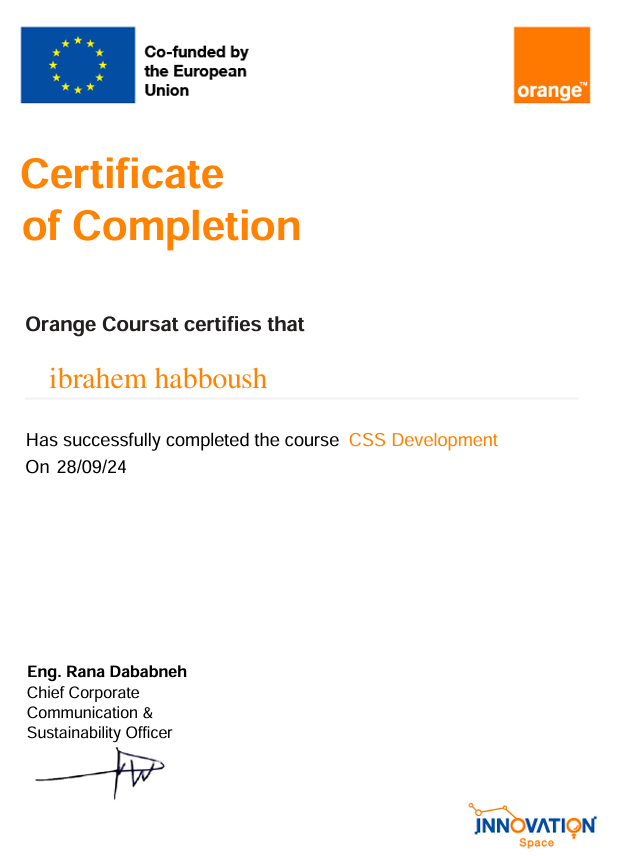 Co-funded by
the European
Union
orange™
Certificate
of Completion
Orange Coursat certifies that
ibrahem habboush
Has successfully completed the course CSS Development
On 28/09/24
Eng. Rana Dababneh
Chief Corporate
Communication &
Sustainability Officer
INNOVATION
Space